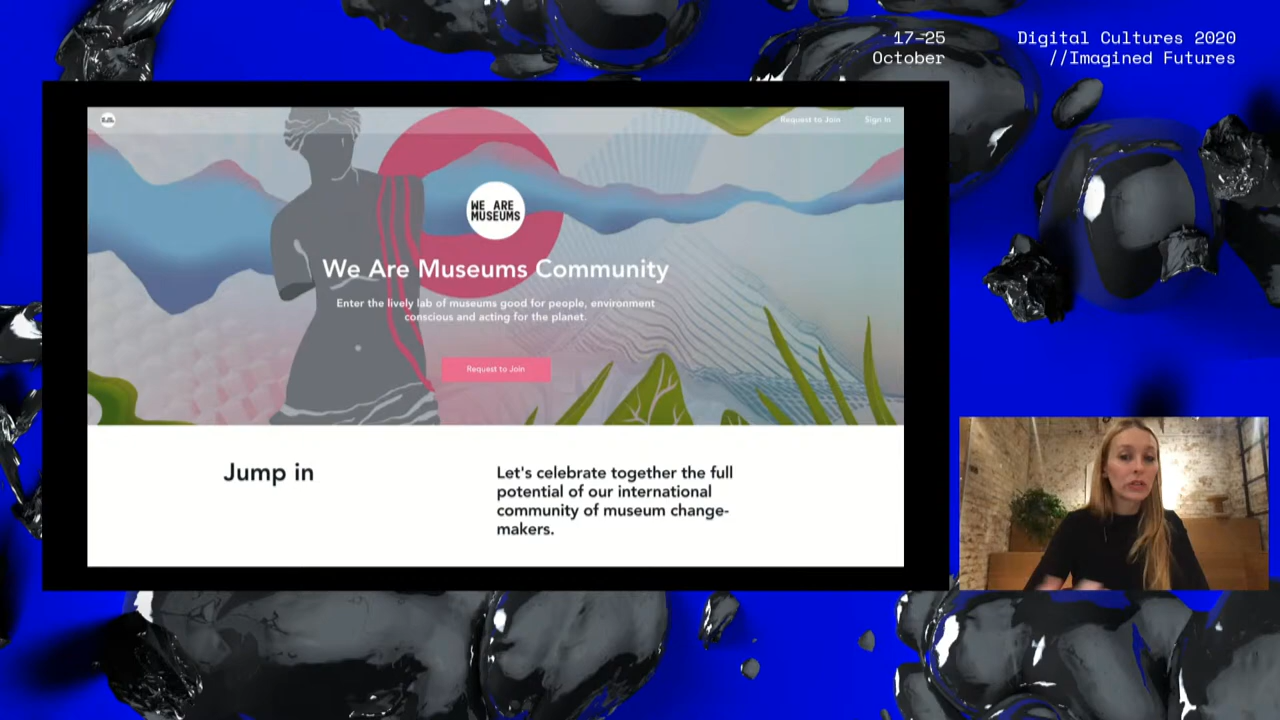 17–25
October
Digital Cultures 2020
//Imagined Futures
Request to Join
Sign In
WE ARE
MUSEUMS
We Are Museums Community
Enter the lively lab of museums good for people, environment
conscious and acting for the planet.
Request to Join
Jump in
Let's celebrate together the full
potential of our international
community of museum change-
makers.